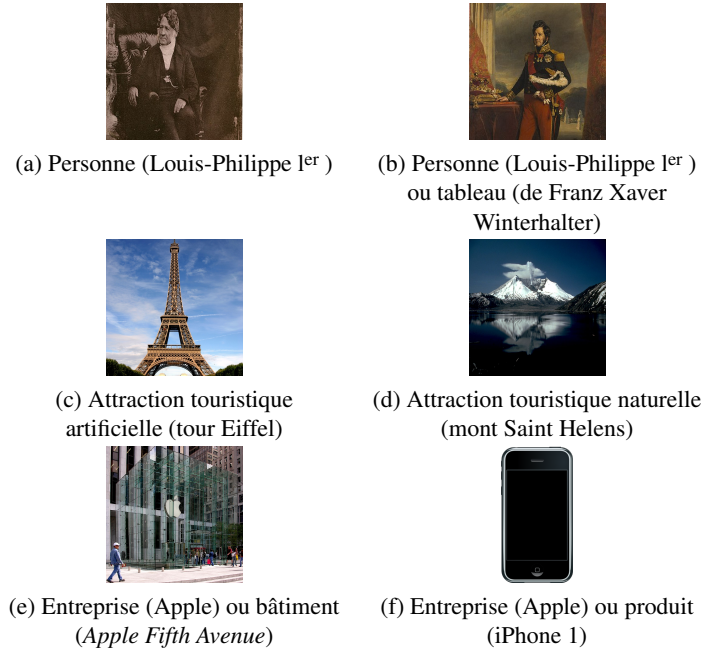 (a) Personne (Louis-Philippe Ier )
(b) Personne (Louis-Philippe Ier )
ou tableau (de Franz Xaver
Winterhalter)
(c) Attraction touristique
artificielle (tour Eiffel)
(d) Attraction touristique naturelle
(mont Saint Helens)
(e) Entreprise (Apple) ou bâtiment
(Apple Fifth Avenue)
(f) Entreprise (Apple) ou produit
(iPhone 1)